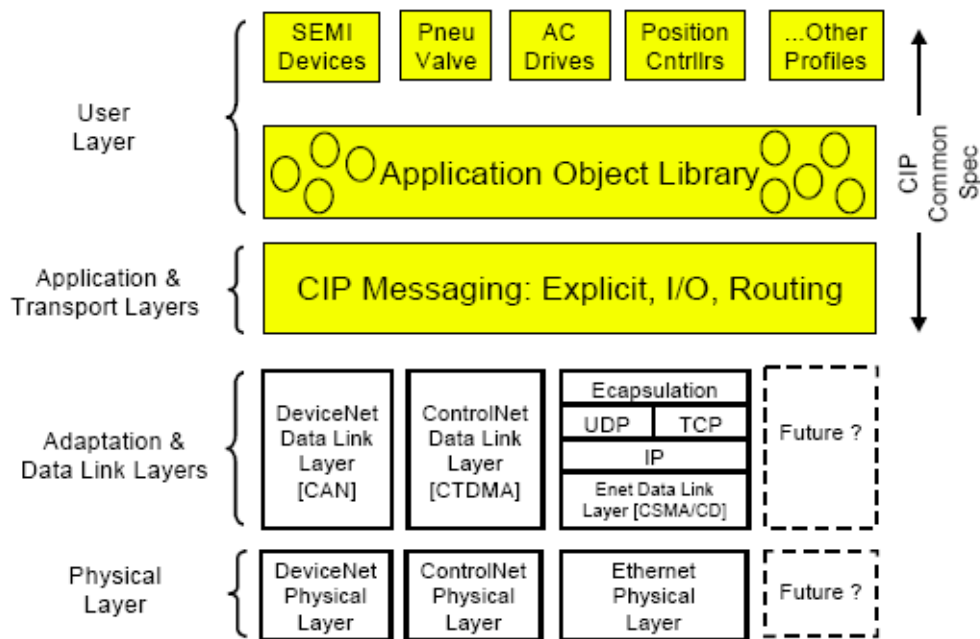 SEMI
Devices
Pneu
Valve
AC
Drives
Position
Cntrllrs
...Other
Profiles
User
Layer
Application Object Library
CIP
Common
Spec
Application &
Transport Layers
CIP Messaging: Explicit, I/O, Routing
Adaptation &
Data Link Layers
DeviceNet
Data Link
Layer
[CAN]
ControlNet
Data Link
Layer
[CTDMA]
Ecapsulation
UDP
TCP
IP
Enet Data Link
Layer [CSMA/CD]
Future ?
Physical
Layer
DeviceNet
Physical
Layer
ControlNet
Physical
Layer
Ethernet
Physical
Layer
Future ?